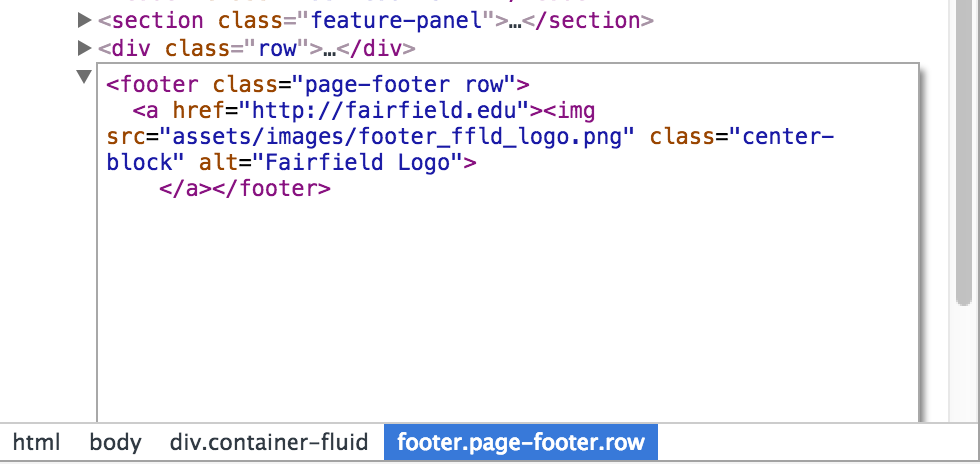 ▶<section class="feature-panel">…</section>
▶<div class="row">…</div>
▼<footer class="page-footer row">
<a href="http://fairfield.edu"><img
src="assets/images/footer_ffld_logo.png" class="center-
block" alt="Fairfield Logo">
</a></footer>
html body div.container-fluid footer.page-footer.row